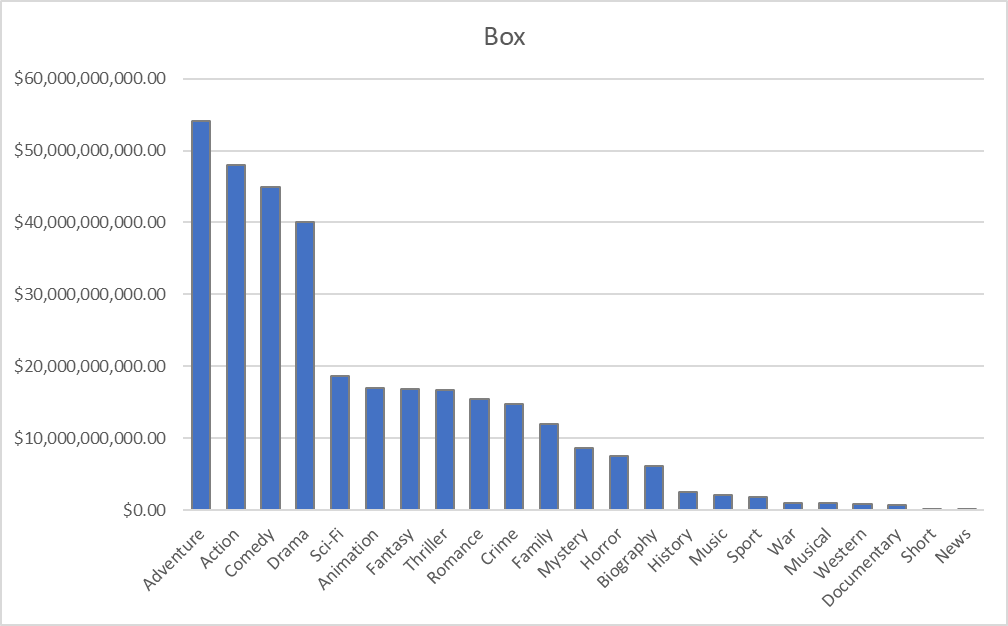 Box
$60,000,000,000.00
$50,000,000,000.00
$40,000,000,000.00
$30,000,000,000.00
$20,000,000,000.00
$10,000,000,000.00
$0.00
Adventure
Action
Comedy
Drama
Sci-Fi
Animation
Fantasy
Thriller
Romance
Crime
Family
Mystery
Horror
Biography
History
Music
Sport
War
Musical
Western
Documentary
Short
News